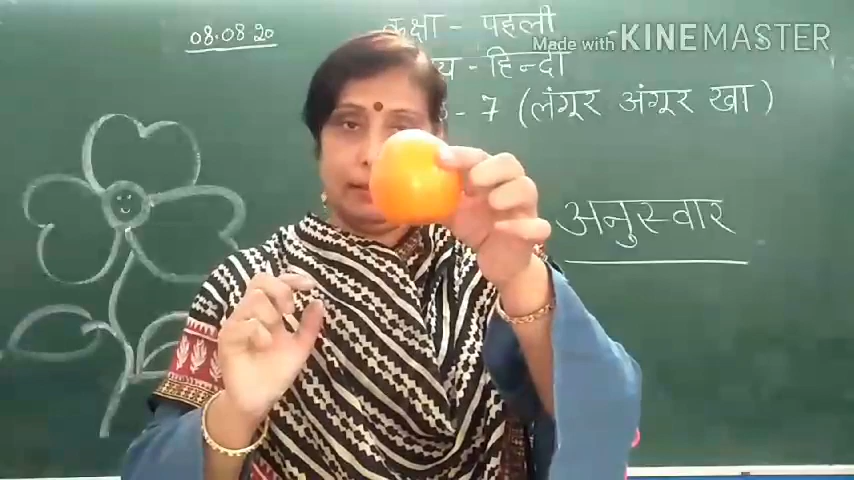 08.08.20
कक्षा - पहली
Made with KINEMASTER
- हिन्दी
- 7 (लंगूर अंगूर खा)
अनुस्वार